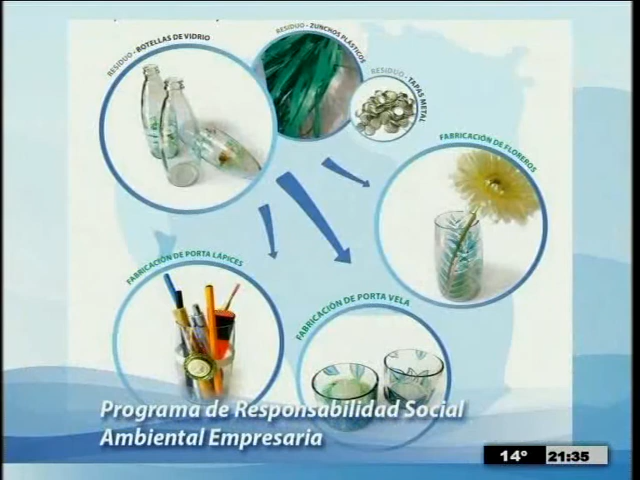 RESIDUO - BOTELLAS DE VIDRIO
RESIDUO - ZUNCHOS PLÁSTICOS
RESIDUO - TAPAS METAL
FABRICACIÓN DE FLOREROS
FABRICACIÓN DE PORTA LÁPICES
FABRICACIÓN DE PORTA VELA
Programa de Responsabilidad Social
Ambiental Empresaria
14º 21:35